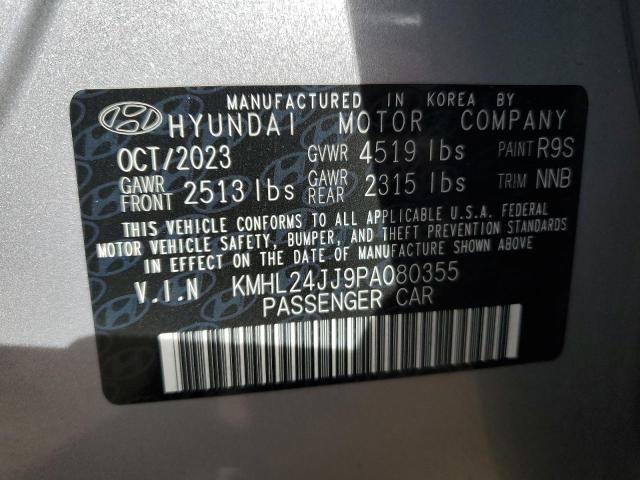 MANUFACTURED IN KOREA BY
HYUNDAI MOTOR COMPANY
OCT/2023 GVWR 4519 lbs PAINT R9S
GAWR FRONT 2513 lbs GAWR REAR 2315 lbs TRIM NNB
THIS VEHICLE CONFORMS TO ALL APPLICABLE U.S.A. FEDERAL
MOTOR VEHICLE SAFETY, BUMPER, AND THEFT PREVENTION
STANDARDS IN EFFECT ON THE DATE OF MANUFACTURE SHOWN ABOVE
V.I.N KMHL24JJ9PA080355
PASSENGER CAR